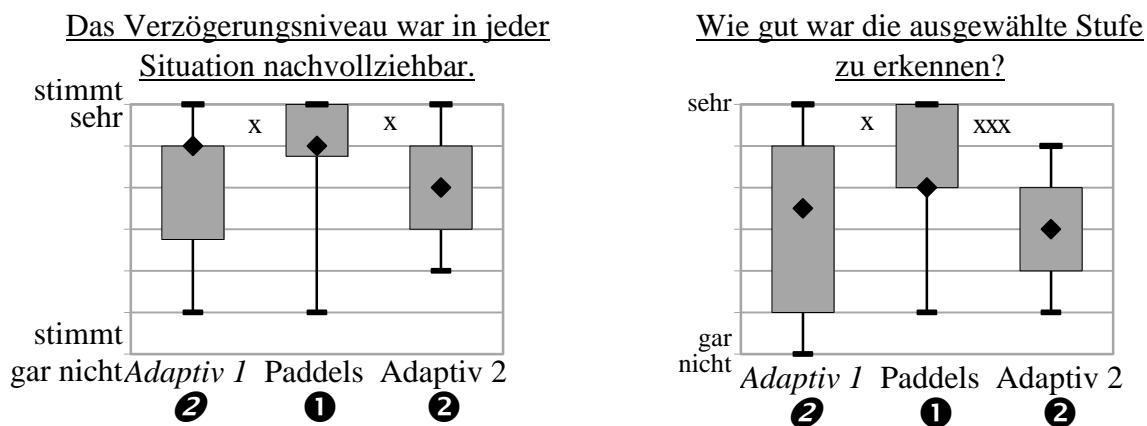 Das Verzögerungsniveau war in jeder
Situation nachvollziehbar.
stimmt
sehr
x
x
stimmt
gar nicht
Adaptiv 1 Paddels Adaptiv 2
❷ ❶ ❷
Wie gut war die ausgewählte Stufe
zu erkennen?
sehr
x
xxx
gar
nicht
Adaptiv 1 Paddels Adaptiv 2
❷ ❶ ❷